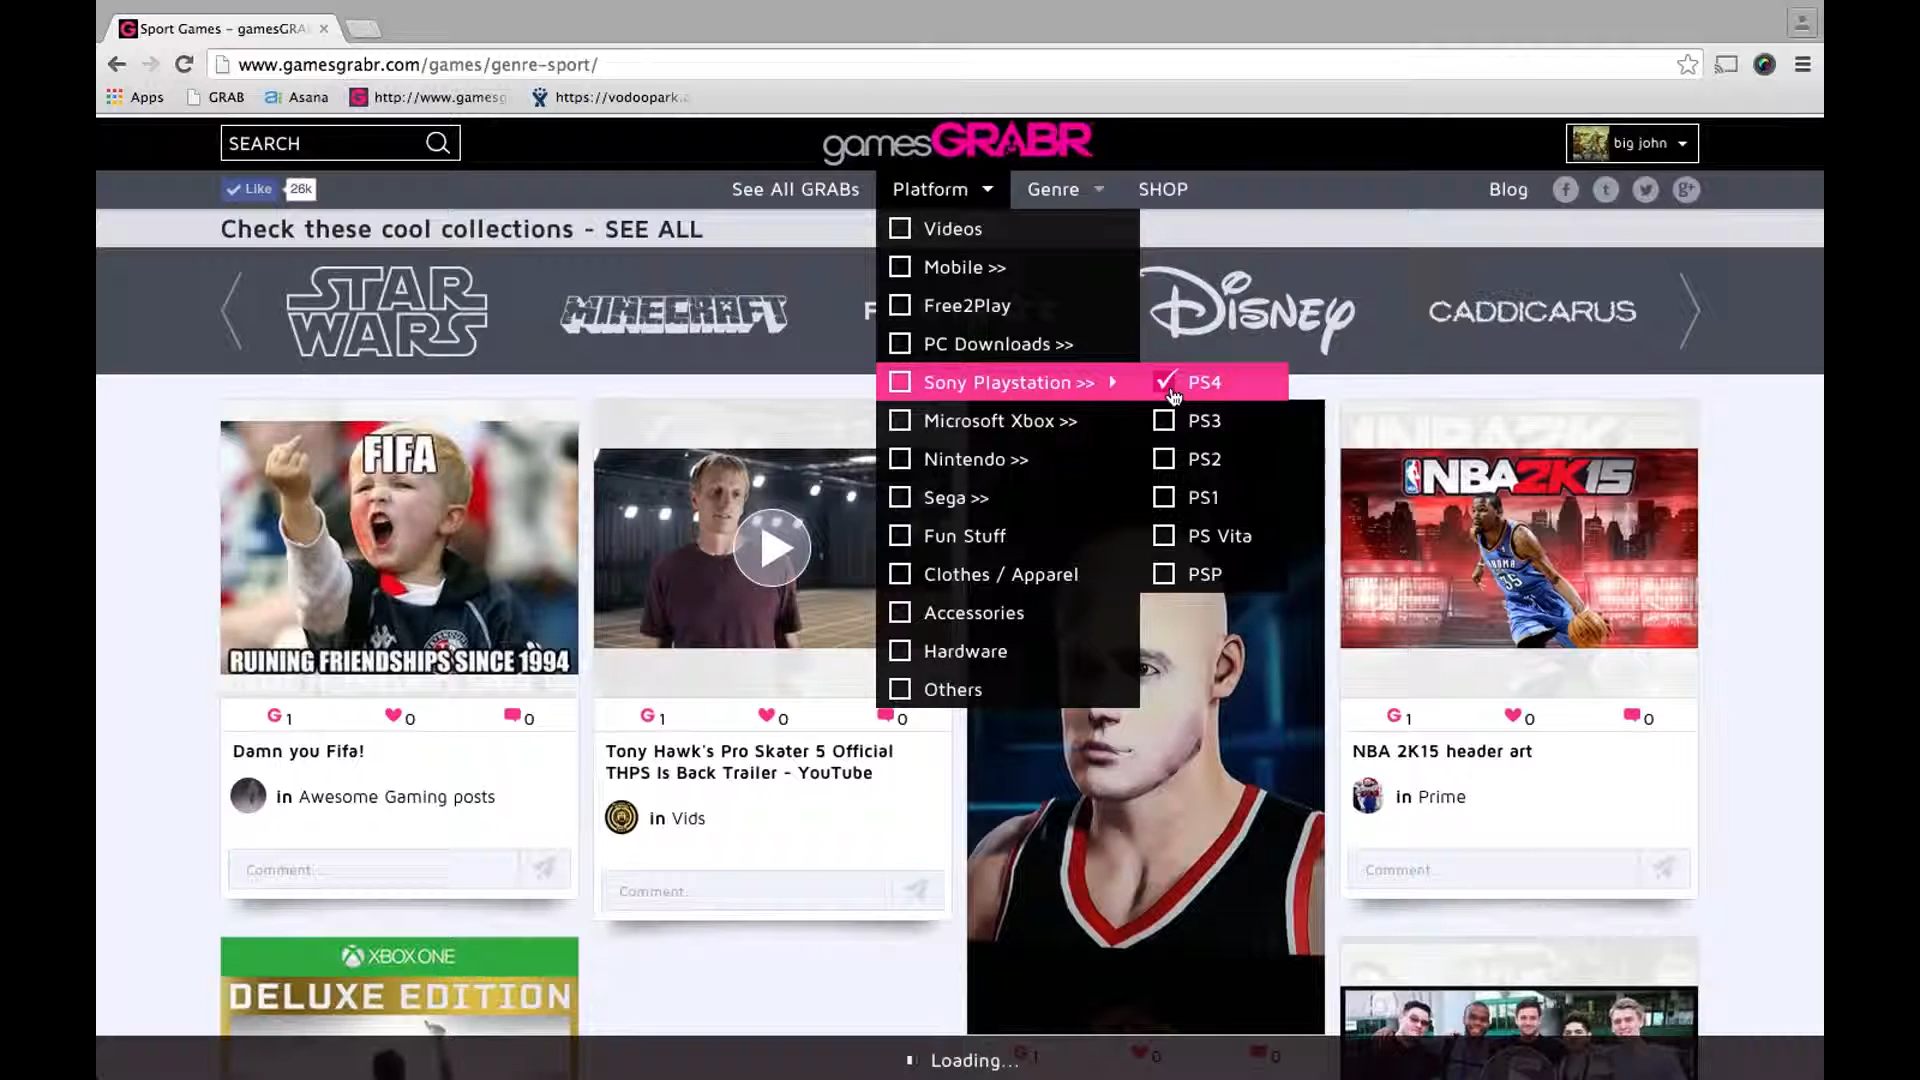 Sport Games – gamesGRA
www.gamesgrabr.com/games/genre-sport/
Apps GRAB Asana http://www.gamesg https://vodoopark.
SEARCH
gamesGRABR
big john
Like 26k
See All GRABs Platform Genre SHOP
Blog
Check these cool collections - SEE ALL
STAR WARS
MINECRAFT
F
Disney
CADDICARUS
Videos
Mobile >>
Free2Play
PC Downloads >>
Sony Playstation >>
Microsoft Xbox >>
Nintendo >>
Sega >>
Fun Stuff
Clothes / Apparel
Accessories
Hardware
Others
PS4
PS3
PS2
PS1
PS Vita
PSP
FIFA
RUINING FRIENDSHIPS SINCE 1994
G 1 0 0
Damn you Fifa!
in Awesome Gaming posts
Comment...
G 1 0 0
Tony Hawk's Pro Skater 5 Official
THPS Is Back Trailer - YouTube
in Vids
Comment...
NBA2K15
35
G 1 0 0
NBA 2K15 header art
in Prime
Comment...
XBOX ONE
DELUXE EDITION
G 1 0 0
Loading...